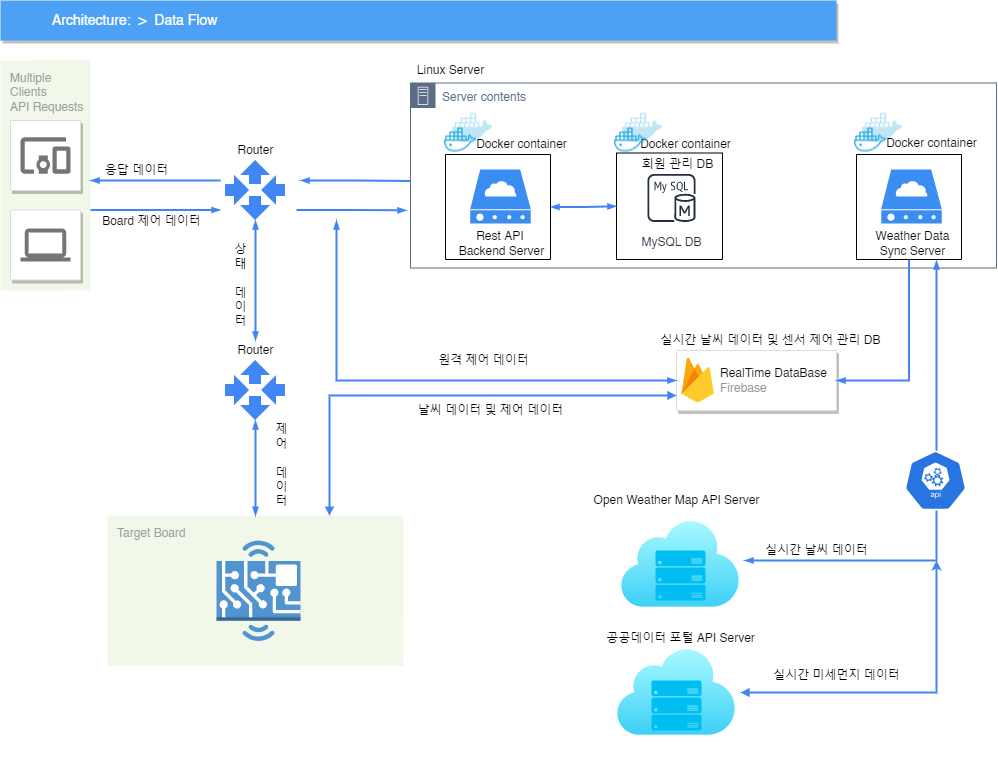 Architecture: > Data Flow
Multiple
Clients
API Requests
Linux Server
Server contents
Docker container
Docker container
Docker container
Router
응답 데이터
Board 제어 데이터
회원 관리 DB
My SQL
M
Rest API
Backend Server
MySQL DB
Weather Data
Sync Server
상
태
데
이
터
Router
원격 제어 데이터
실시간 날씨 데이터 및 센서 제어 관리 DB
RealTime DataBase
Firebase
날씨 데이터 및 제어 데이터
제
어
데
이
터
api
Target Board
Open Weather Map API Server
실시간 날씨 데이터
공공데이터 포털 API Server
실시간 미세먼지 데이터